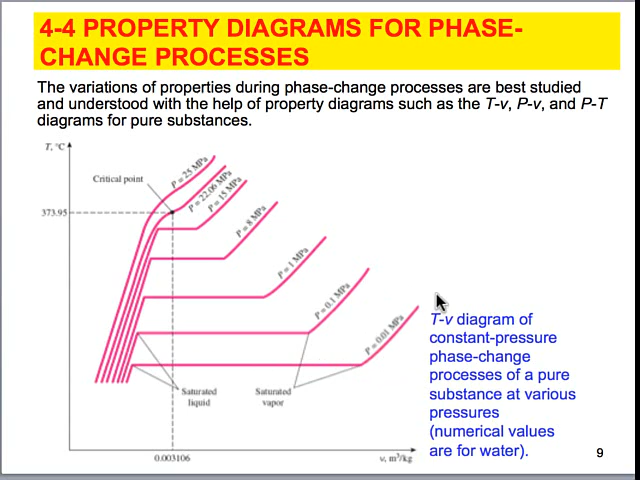 4-4 PROPERTY DIAGRAMS FOR PHASE-
CHANGE PROCESSES
The variations of properties during phase-change processes are best studied
and understood with the help of property diagrams such as the T-v, P-v, and P-T
diagrams for pure substances.
T, °C
Critical point
P = 25 MPa
P = 22.06 MPa
P = 15 MPa
373.95
P = 8 MPa
P = 1 MPa
P = 0.1 MPa
P = 0.01 MPa
Saturated
liquid
Saturated
vapor
0.003106
v, m³/kg
T-v diagram of
constant-pressure
phase-change
processes of a pure
substance at various
pressures
(numerical values
are for water).
9